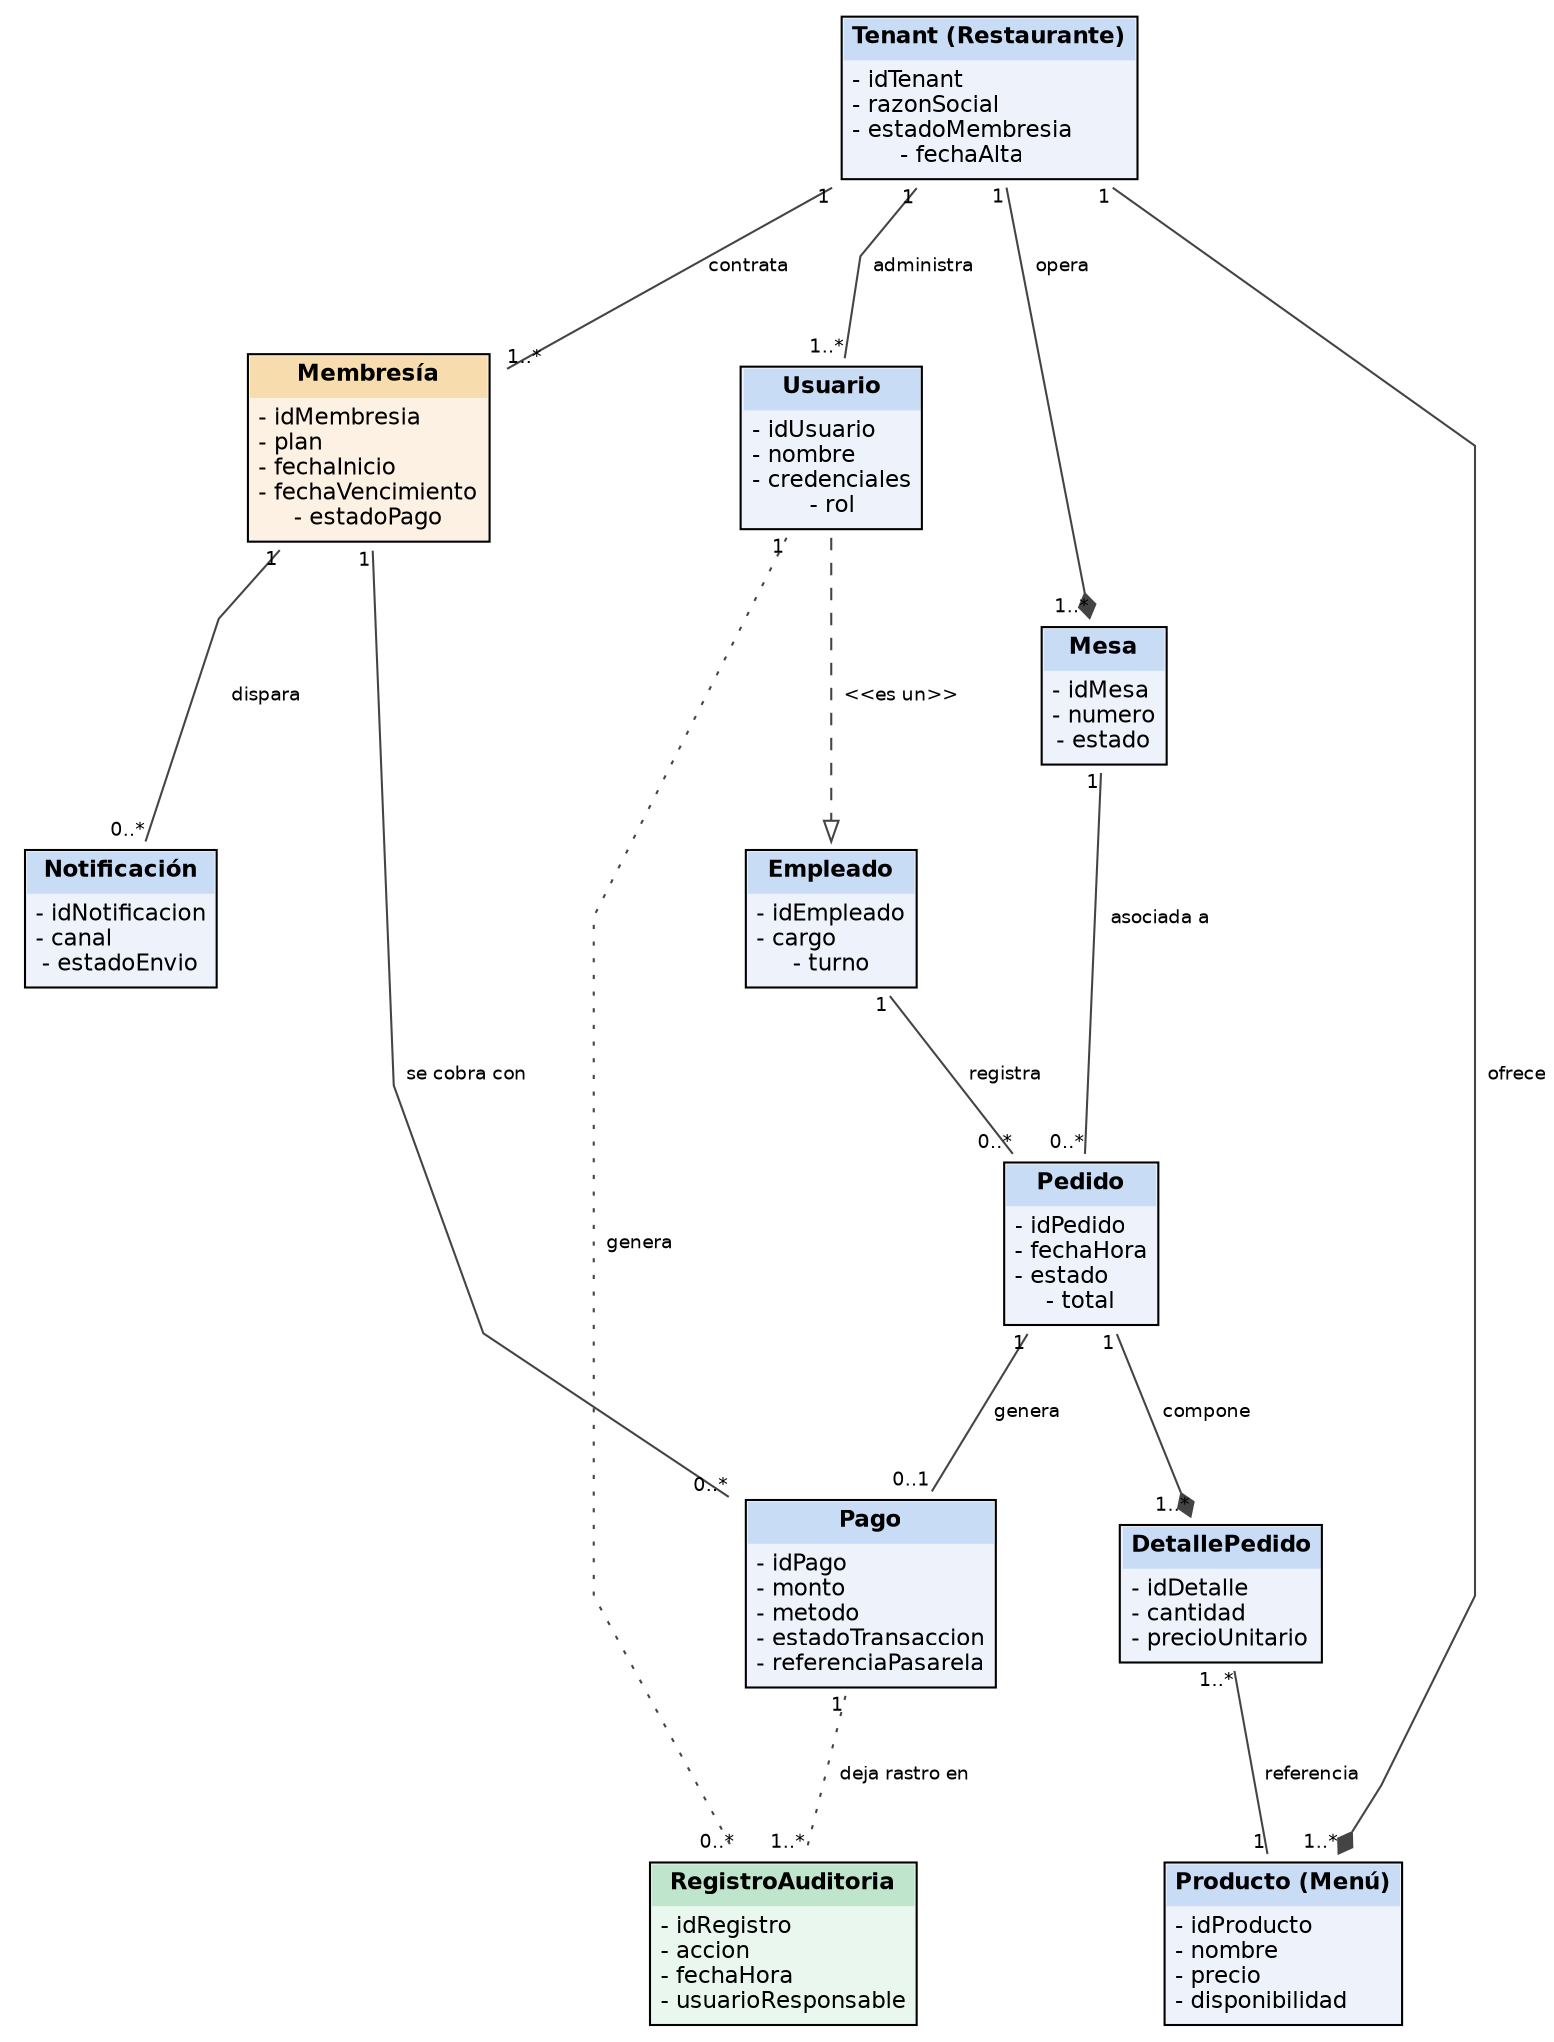 Tenant (Restaurante)
- idTenant
- razonSocial
- estadoMembresia
- fechaAlta
1
1
1
1
contrata
administra
opera
1..*
1..*
Membresía
- idMembresia
- plan
- fechaInicio
- fechaVencimiento
- estadoPago
Usuario
- idUsuario
- nombre
- credenciales
- rol
1
1
1
1..*
Mesa
- idMesa
- numero
- estado
dispara
<<es un>>
1
0..*
Notificación
- idNotificacion
- canal
- estadoEnvio
Empleado
- idEmpleado
- cargo
- turno
asociada a
1
se cobra con
registra
ofrece
0..*
0..*
Pedido
- idPedido
- fechaHora
- estado
- total
genera
1
1
genera
compone
0..*
0..1
1..*
Pago
- idPago
- monto
- metodo
- estadoTransaccion
- referenciaPasarela
DetallePedido
- idDetalle
- cantidad
- precioUnitario
1
1..*
deja rastro en
referencia
0..*
1..*
1
1..*
RegistroAuditoria
- idRegistro
- accion
- fechaHora
- usuarioResponsable
Producto (Menú)
- idProducto
- nombre
- precio
- disponibilidad